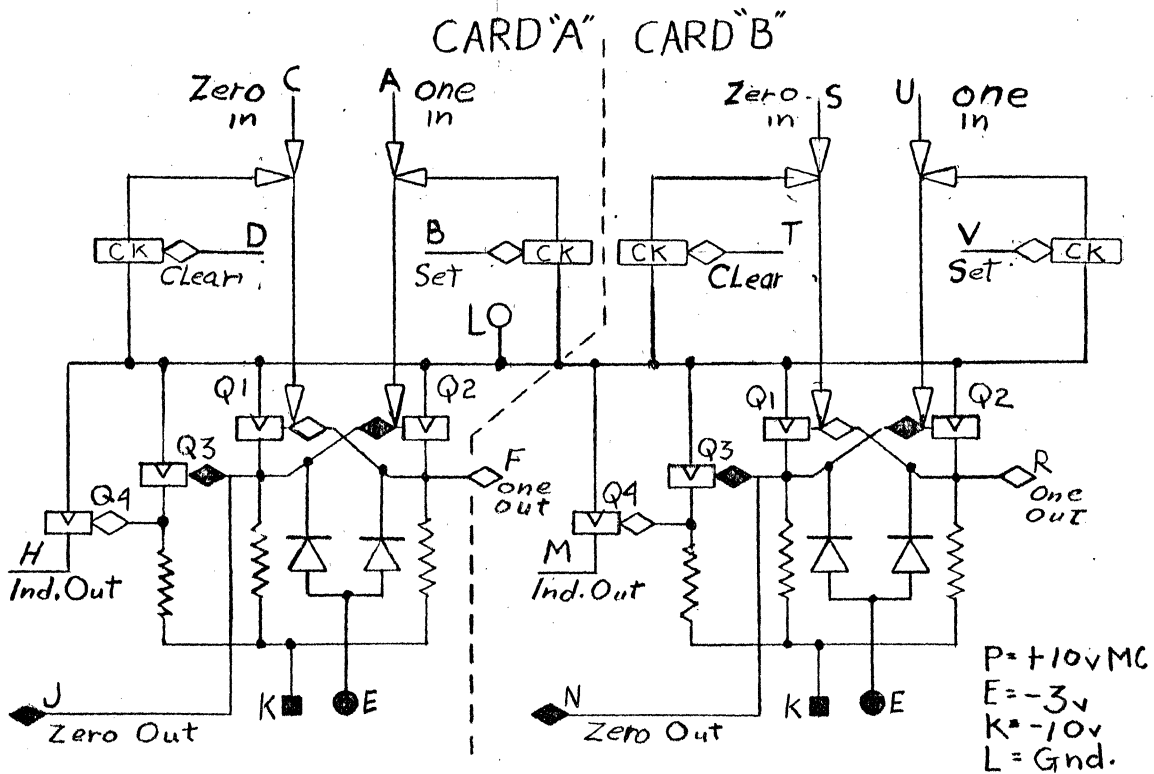 CARD "A"
CARD "B"
Zero in
C
A
one in
Zero in
S
U
one in
CK
D
Clear
B
Set
CK
CK
T
Clear
V
Set
CK
L
Q1
Q2
Q1
Q2
Q3
F
one out
Q3
R
One Out
Q4
Q4
H
Ind. Out
M
Ind. Out
J
Zero Out
K
E
N
Zero Out
K
E
P = +10v MC
E = -3v
K = -10v
L = Gnd.